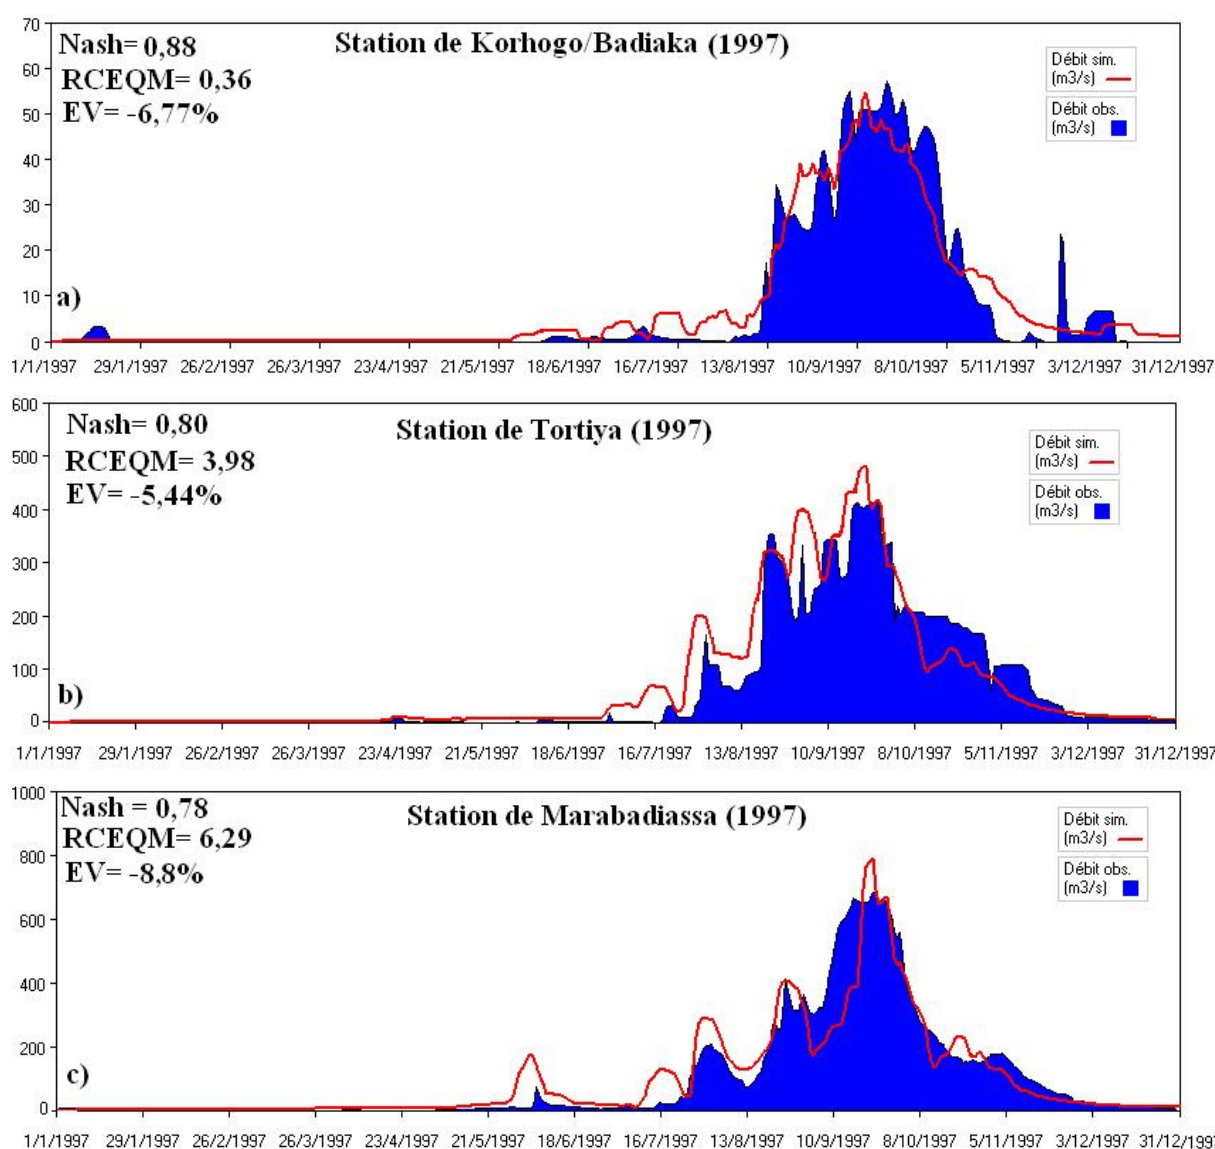 Station de Korhogo/Badiaka (1997)
Nash= 0,88
RCEQM= 0,36
EV= -6,77%
Débit sim.
(m3/s)
Débit obs.
(m3/s)
70
60
50
40
30
20
10
0
a)
1/1/1997 29/1/1997 26/2/1997 26/3/1997 23/4/1997 21/5/1997 18/6/1997 16/7/1997 13/8/1997 10/9/1997 8/10/1997 5/11/1997 3/12/1997 31/12/1997
Station de Tortiya (1997)
Nash= 0,80
RCEQM= 3,98
EV= -5,44%
Débit sim.
(m3/s)
Débit obs.
(m3/s)
600
500
400
300
200
100
0
b)
1/1/1997 29/1/1997 26/2/1997 26/3/1997 23/4/1997 21/5/1997 18/6/1997 16/7/1997 13/8/1997 10/9/1997 8/10/1997 5/11/1997 3/12/1997 31/12/1997
Station de Marabadiassa (1997)
Nash = 0,78
RCEQM= 6,29
EV= -8,8%
Débit sim.
(m3/s)
Débit obs.
(m3/s)
1000
800
600
400
200
0
c)
1/1/1997 29/1/1997 26/2/1997 26/3/1997 23/4/1997 21/5/1997 18/6/1997 16/7/1997 13/8/1997 10/9/1997 8/10/1997 5/11/1997 3/12/1997 31/12/1997